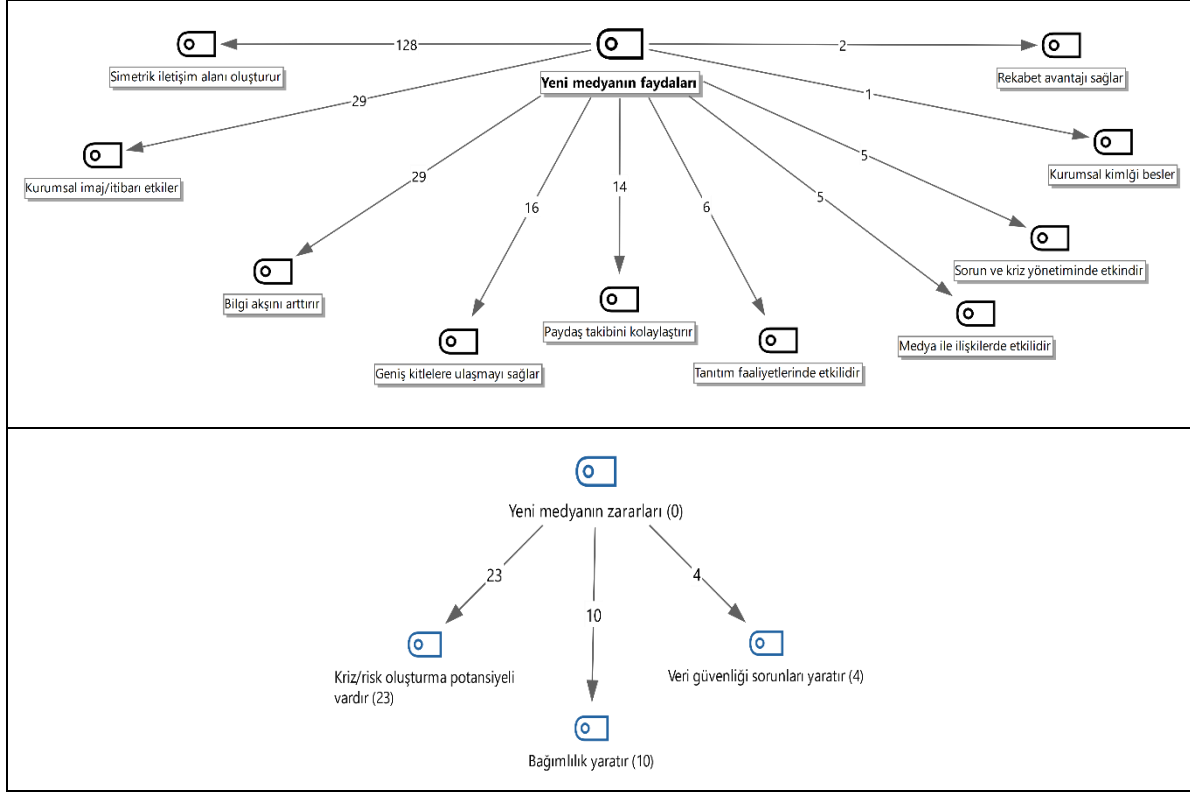 128
2
Simetrik iletişim alanı oluşturur
Yeni medyanın faydaları
Rekabet avantajı sağlar
29
1
Kurumsal imaj/itibarı etkiler
Kurumsal kimlği besler
29
16
14
6
5
5
Bilgi akşını arttırır
Sorun ve kriz yönetiminde etkindir
Paydaş takibini kolaylaştırır
Medya ile ilişkilerde etkilidir
Geniş kitlelere ulaşmayı sağlar
Tanıtım faaliyetlerinde etkilidir
Yeni medyanın zararları (0)
23
10
4
Kriz/risk oluşturma potansiyeli
vardır (23)
Veri güvenliği sorunları yaratır (4)
Bağımlılık yaratır (10)